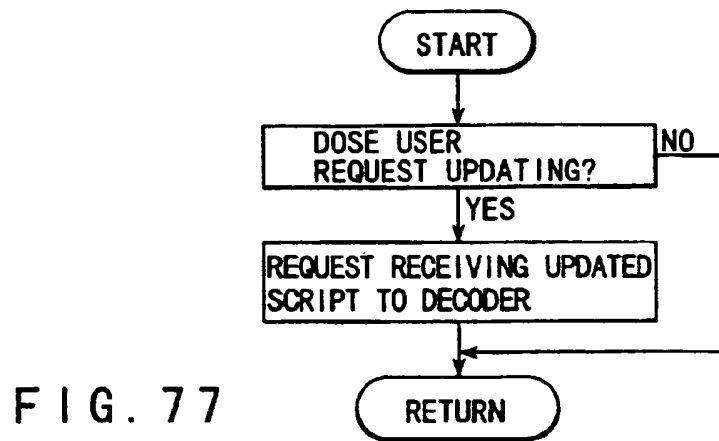 START
DOSE USER
REQUEST UPDATING?
NO
YES
REQUEST RECEIVING UPDATED
SCRIPT TO DECODER
RETURN
FIG. 77